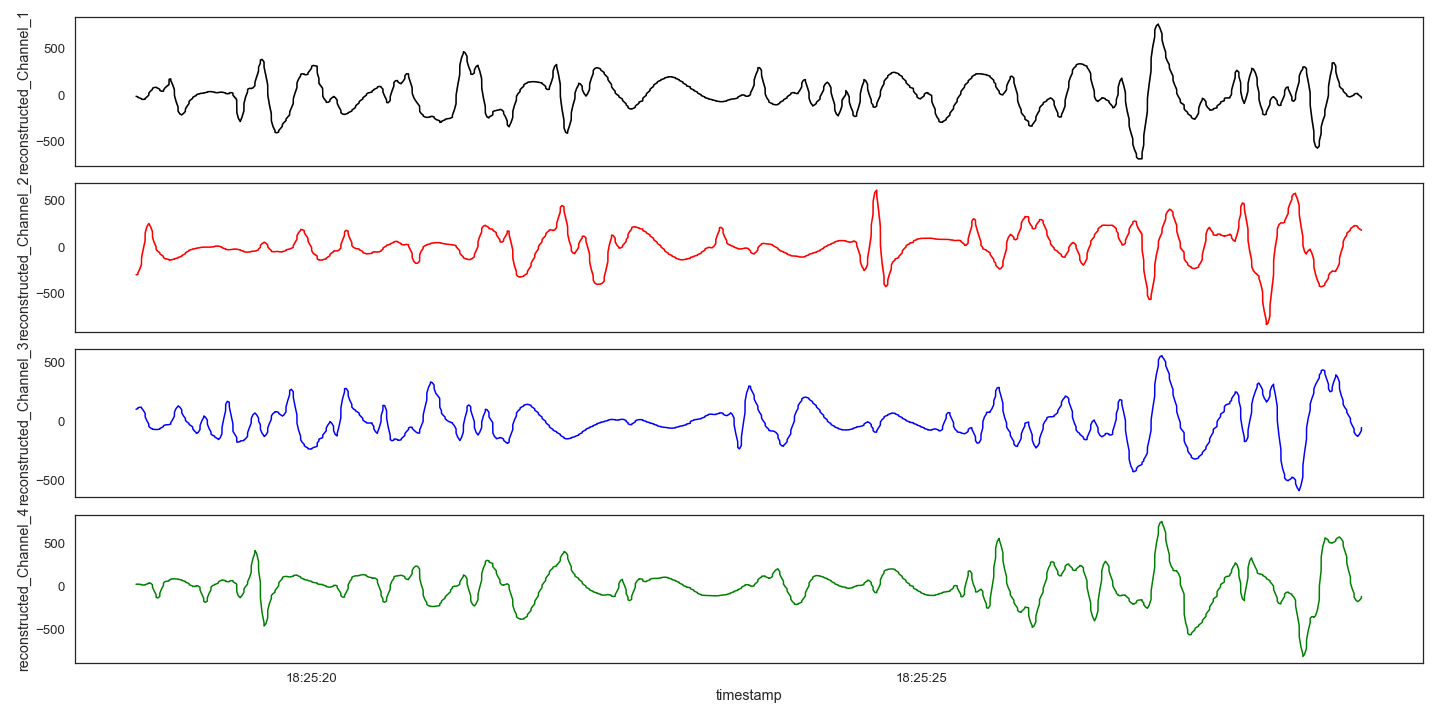 reconstructed_Channel_1
500
0
−500
reconstructed_Channel_2
500
0
−500
reconstructed_Channel_3
500
0
−500
reconstructed_Channel_4
500
0
−500
18:25:20 18:25:25
timestamp